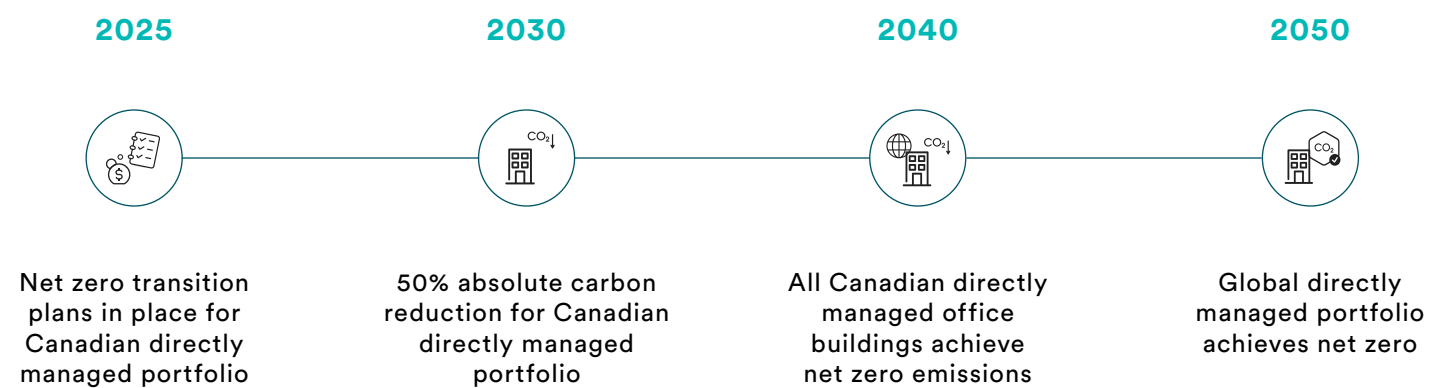 2025
2030
2040
2050
$
CO₂↓
CO₂↓
CO₂
Net zero transition
plans in place for
Canadian directly
managed portfolio
50% absolute carbon
reduction for Canadian
directly managed
portfolio
All Canadian directly
managed office
buildings achieve
net zero emissions
Global directly
managed portfolio
achieves net zero